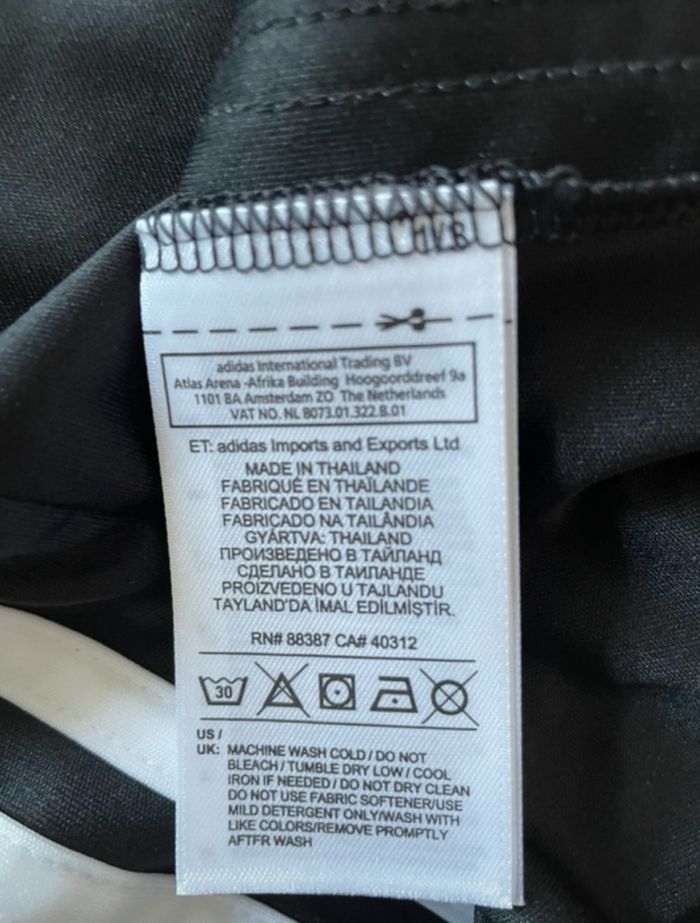 adidas International Trading BV
Atlas Arena -Afrika Building Hoogoorddreef 9a
1101 BA Amsterdam ZO The Netherlands
VAT NO. NL 8073.01.322.B.01
ET: adidas Imports and Exports Ltd
MADE IN THAILAND
FABRIQUÉ EN THAÏLANDE
FABRICADO EN TAILANDIA
FABRICADO NA TAILÂNDIA
GYÁRTVA: THAILAND
ПРОИЗВЕДЕНО В ТАЙЛАНД
СДЕЛАНО В ТАИЛАНДЕ
PROIZVEDENO U TAJLANDU
TAYLAND'DA İMAL EDİLMİŞTİR.
RN# 88387 CA# 40312
30
US /
UK: MACHINE WASH COLD / DO NOT
BLEACH / TUMBLE DRY LOW / COOL
IRON IF NEEDED / DO NOT DRY CLEAN
DO NOT USE FABRIC SOFTENER/USE
MILD DETERGENT ONLY/WASH WITH
LIKE COLORS/REMOVE PROMPTLY
AFTER WASH